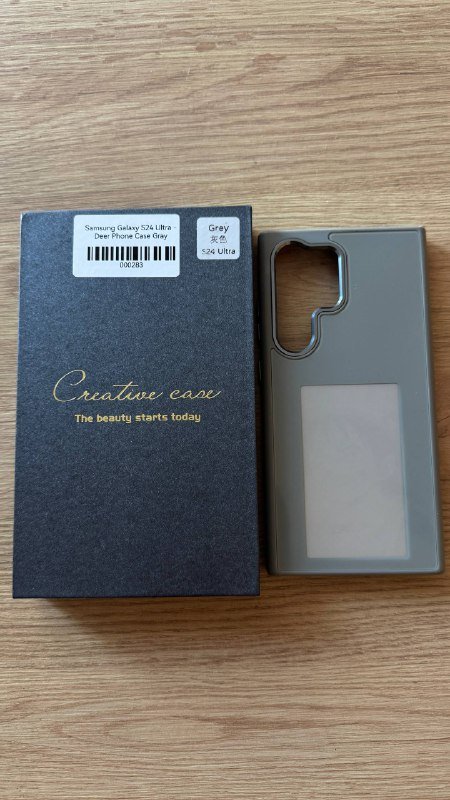 Samsung Galaxy S24 Ultra -
Deer Phone Case Gray
000283
Grey
灰色
S24 Ultra
Creative case
The beauty starts today